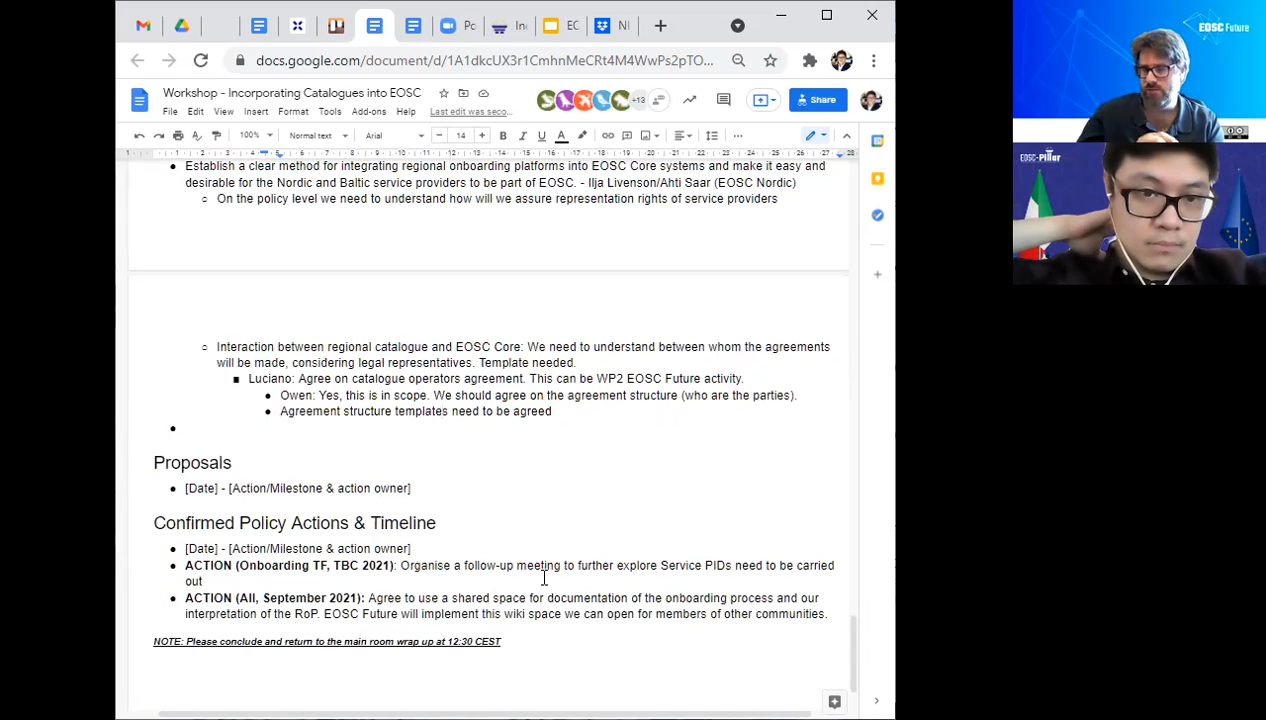 Po
Inc
EC
NI
docs.google.com/document/d/1A1dkcUX3r1CmhnMeCRt4M4WwPs2pTO...
Workshop - Incorporating Catalogues into EOSC
+13
Share
File Edit View Insert Format Tools Add-ons Help Last edit was seco...
100% Normal text Arial 14 B I U A
Establish a clear method for integrating regional onboarding platforms into EOSC Core systems and make it easy and
desirable for the Nordic and Baltic service providers to be part of EOSC. - Ilja Livenson/Ahti Saar (EOSC Nordic)
On the policy level we need to understand how will we assure representation rights of service providers
Interaction between regional catalogue and EOSC Core: We need to understand between whom the agreements
will be made, considering legal representatives. Template needed.
Luciano: Agree on catalogue operators agreement. This can be WP2 EOSC Future activity.
Owen: Yes, this is in scope. We should agree on the agreement structure (who are the parties).
Agreement structure templates need to be agreed
Proposals
[Date] - [Action/Milestone & action owner]
Confirmed Policy Actions & Timeline
[Date] - [Action/Milestone & action owner]
ACTION (Onboarding TF, TBC 2021): Organise a follow-up meeting to further explore Service PIDs need to be carried
out
ACTION (All, September 2021): Agree to use a shared space for documentation of the onboarding process and our
interpretation of the RoP. EOSC Future will implement this wiki space we can open for members of other communities.
NOTE: Please conclude and return to the main room wrap up at 12:30 CEST
EOSC Future
EOSC-Pillar